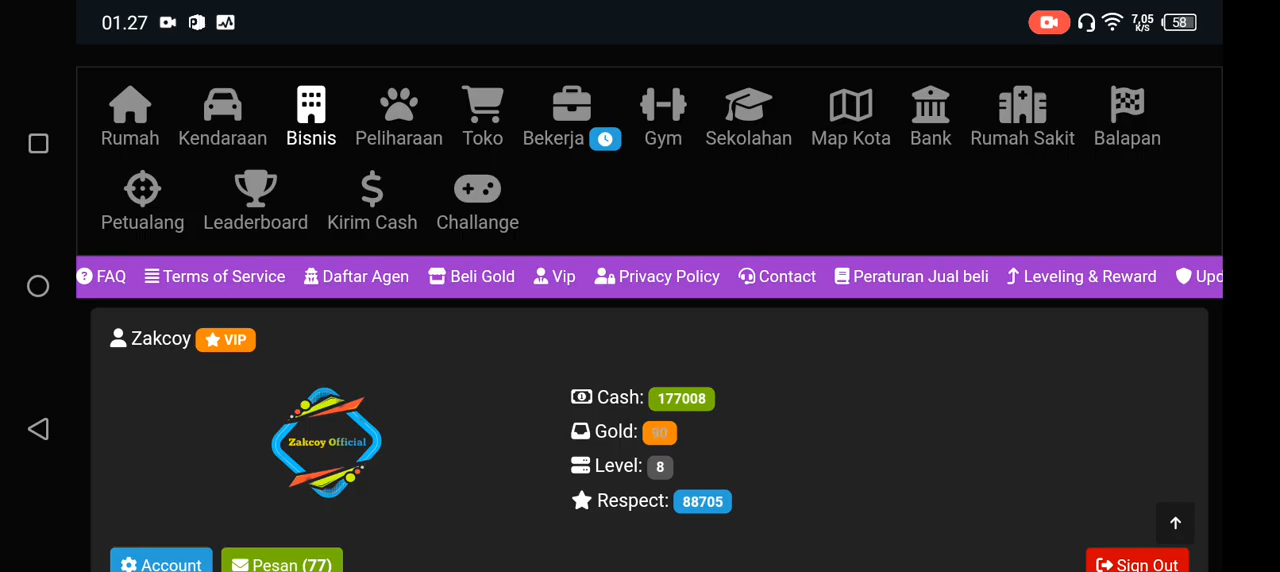 01.27
7,05 K/S 58
Rumah Kendaraan Bisnis Peliharaan Toko Bekerja Gym Sekolahan Map Kota Bank Rumah Sakit Balapan
Petualang Leaderboard Kirim Cash Challange
FAQ Terms of Service Daftar Agen Beli Gold Vip Privacy Policy Contact Peraturan Jual beli Leveling & Reward Upd
Zakcoy VIP
Zakcoy Official
Cash: 177008
Gold: 90
Level: 8
Respect: 88705
Account Pesan (77) Sign Out